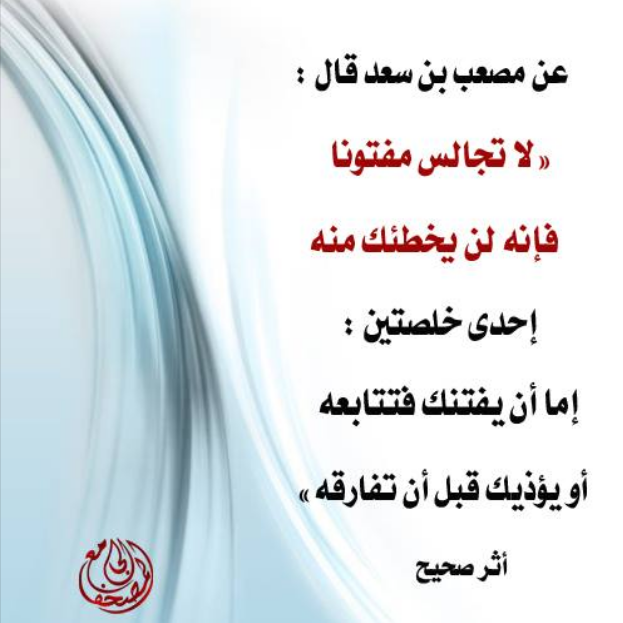 عن مصعب بن سعد قال :
« لا تجالس مفتونا
فإنه لن يخطئك منه
إحدى خلصتين :
إما أن يفتنك فتتابعه
أو يؤذيك قبل أن تفارقه »
أثر صحيح